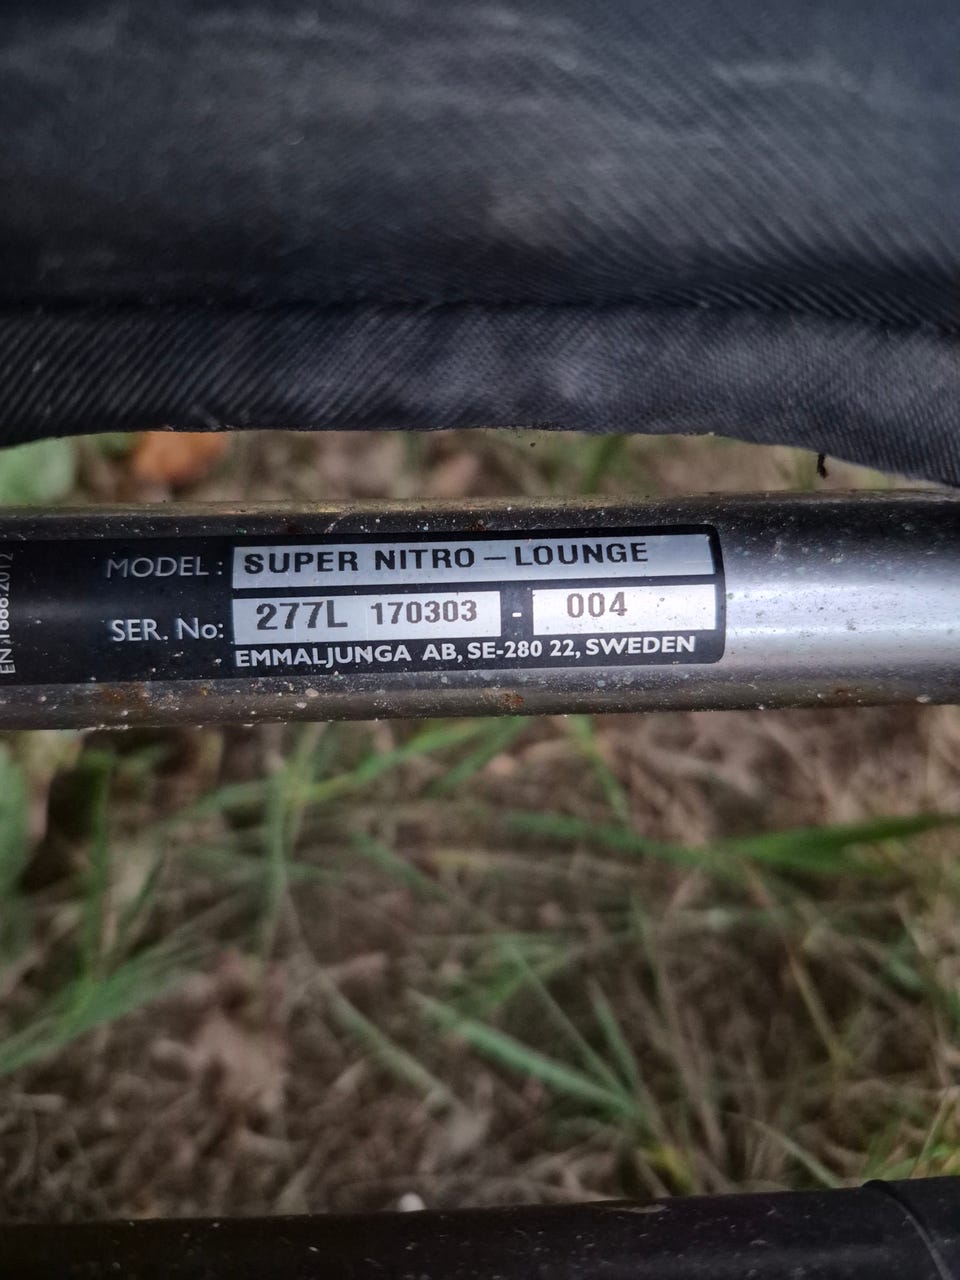 MODEL : SUPER NITRO – LOUNGE
SER. No: 277L 170303 - 004
EMMALJUNGA AB, SE-280 22, SWEDEN
EN 1888:2012